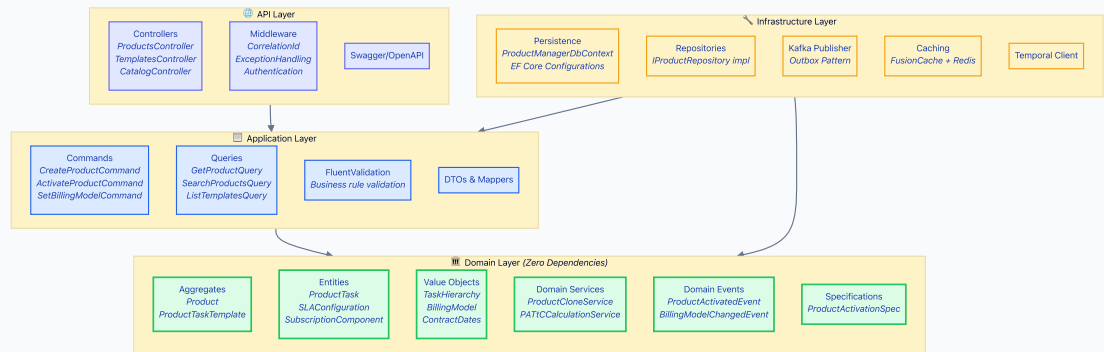 API Layer
Controllers
ProductsController
TemplatesController
CatalogController
Middleware
CorrelationId
ExceptionHandling
Authentication
Swagger/OpenAPI
Infrastructure Layer
Persistence
ProductManagerDbContext
EF Core Configurations
Repositories
IProductRepository impl
Kafka Publisher
Outbox Pattern
Caching
FusionCache + Redis
Temporal Client
Application Layer
Commands
CreateProductCommand
ActivateProductCommand
SetBillingModelCommand
Queries
GetProductQuery
SearchProductsQuery
ListTemplatesQuery
FluentValidation
Business rule validation
DTOs & Mappers
Domain Layer (Zero Dependencies)
Aggregates
Product
ProductTaskTemplate
Entities
ProductTask
SLAConfiguration
SubscriptionComponent
Value Objects
TaskHierarchy
BillingModel
ContractDates
Domain Services
ProductCloneService
PATtCCalculationService
Domain Events
ProductActivatedEvent
BillingModelChangedEvent
Specifications
ProductActivationSpec